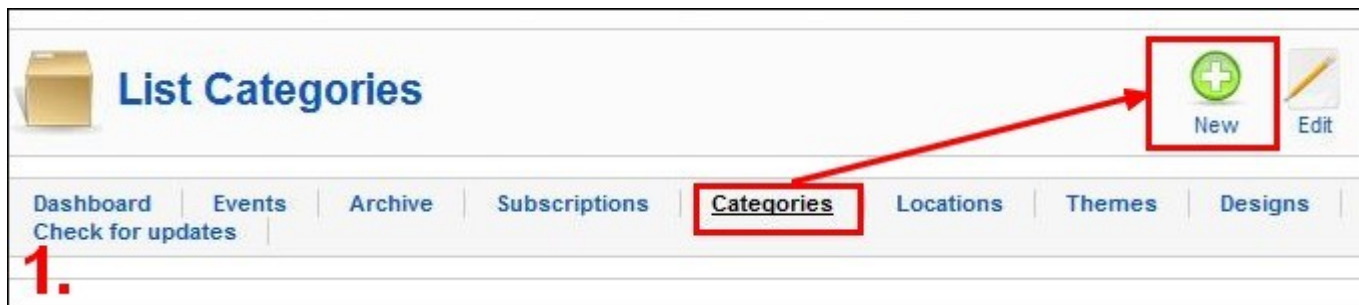 List Categories
New
Edit
Dashboard Events Archive Subscriptions Categories Locations Themes Designs
Check for updates
1.